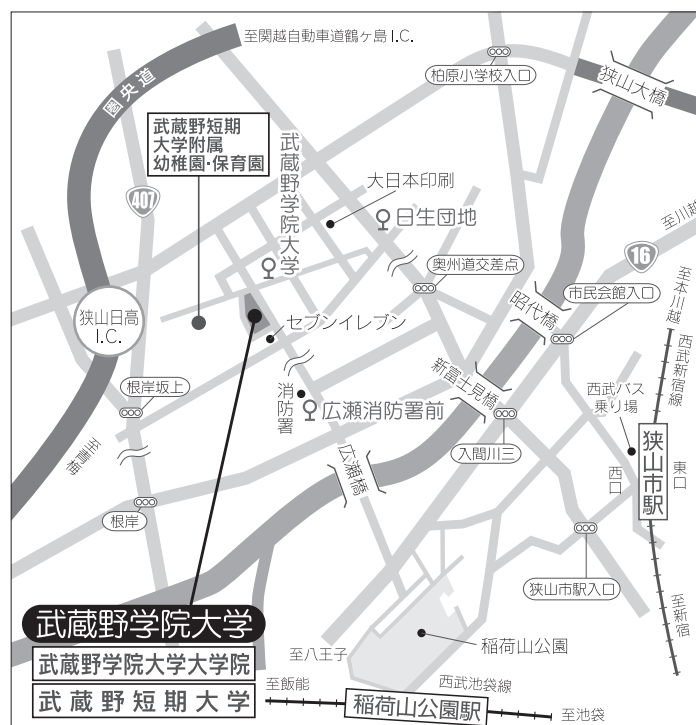 至関越自動車道鶴ヶ島 I.C.
柏原小学校入口
狭山大橋
圏央道
武蔵野短期
大学附属
幼稚園・保育園
武蔵野学院大学
大日本印刷
日生団地
407
至川越
16
奥州道交差点
昭代橋
市民会館入口
至本川越
西武新宿線
狭山日高
I.C.
セブンイレブン
新富士見橋
根岸坂上
消防署
広瀬消防署前
西武バス
乗り場
狭山市駅
東口
西口
至青梅
広瀬橋
入間川三
根岸
狭山市駅入口
至新宿
武蔵野学院大学
武蔵野学院大学大学院
武蔵野短期大学
稲荷山公園
至八王子
西武池袋線
至飯能
稲荷山公園駅
至池袋